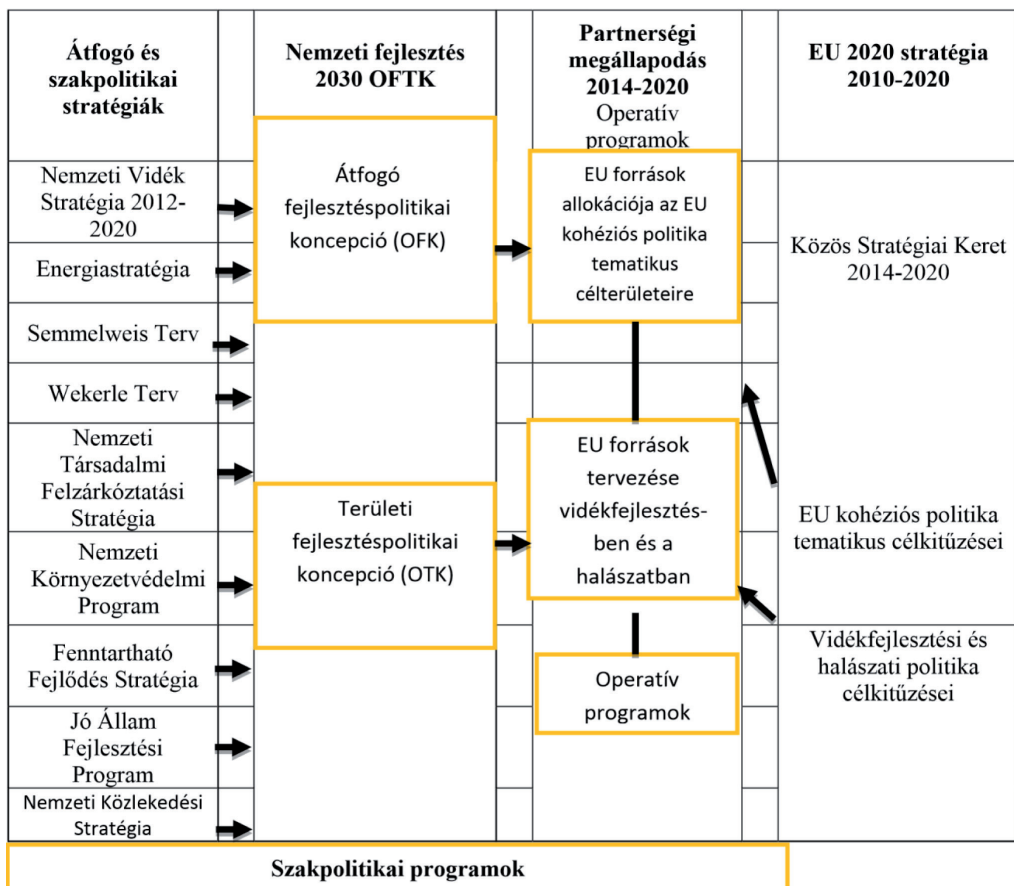 Átfogó és
szakpolitikai
stratégiák
Nemzeti fejlesztés
2030 OFTK
Partnerségi
megállapodás
2014-2020
Operatív
programok
EU 2020 stratégia
2010-2020
Nemzeti Vidék
Stratégia 2012-
2020
Energiastratégia
Semmelweis Terv
Wekerle Terv
Nemzeti
Társadalmi
Felzárkóztatási
Stratégia
Nemzeti
Környezetvédelmi
Program
Fenntartható
Fejlődés Stratégia
Jó Állam
Fejlesztési
Program
Nemzeti Közlekedési
Stratégia
Átfogó
fejlesztéspolitikai
koncepció (OFK)
Területi
fejlesztéspolitikai
koncepció (OTK)
EU források
allokációja az EU
kohéziós politika
tematikus
célterületeire
EU források
tervezése
vidékfejlesztés-
ben és a
halászatban
Operatív
programok
Közös Stratégiai Keret
2014-2020
EU kohéziós politika
tematikus célkitűzései
Vidékfejlesztési és
halászati politika
célkitűzései
Szakpolitikai programok